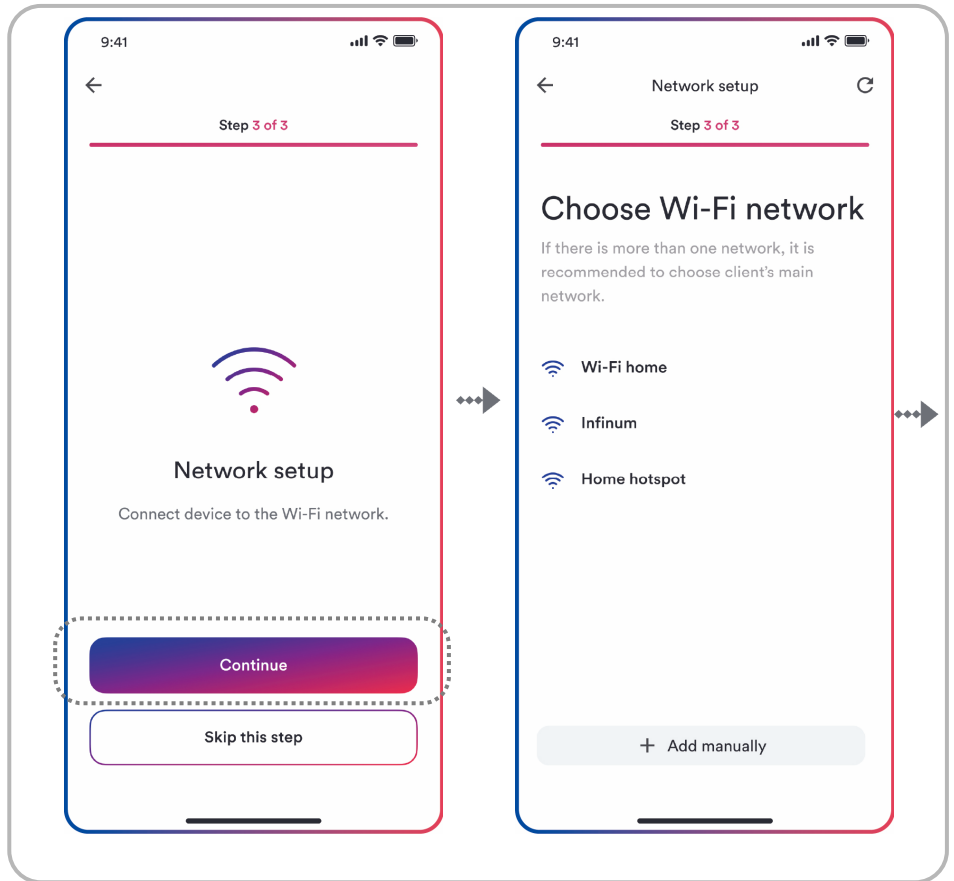 9:41
Step 3 of 3
Network setup
Connect device to the Wi-Fi network.
Continue
Skip this step
9:41
Network setup
Step 3 of 3
Choose Wi-Fi network
If there is more than one network, it is
recommended to choose client's main
network.
Wi-Fi home
Infinum
Home hotspot
+ Add manually